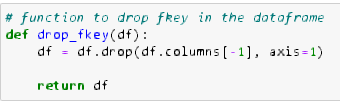 # function to drop fkey in the dataframe
def drop_fkey(df):
    df = df.drop(df.columns[-1], axis=1)
    return df